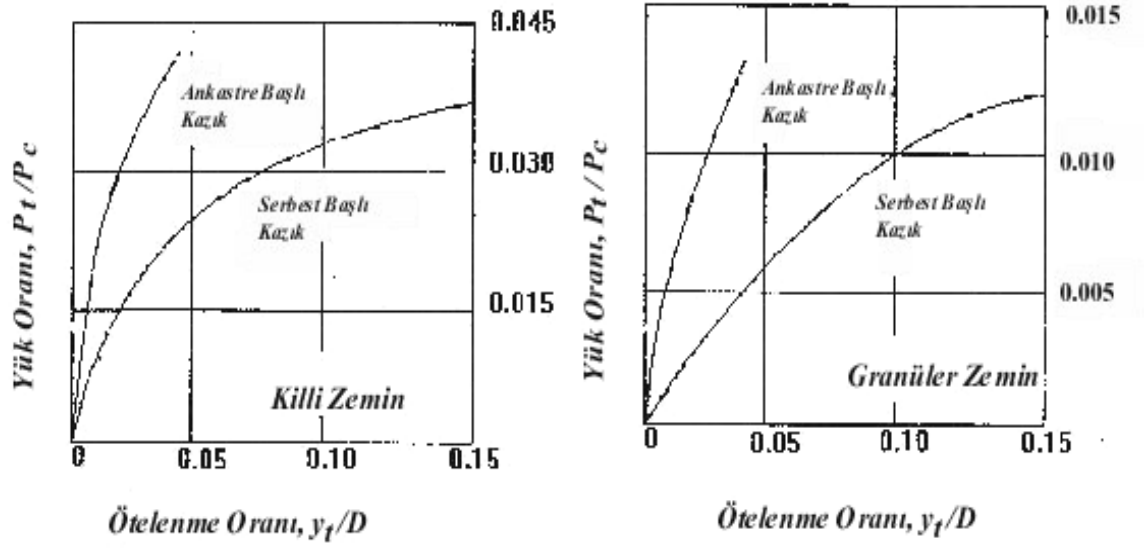 Yük Oranı, Pt/Pc
0.045
0.030
0.015
Ankastre Başlı
Kazık
Serbest Başlı
Kazık
Killi Zemin
0
0.05
0.10
0.15
Ötelenme Oranı, yt/D
Yük Oranı, Pt / Pc
0.015
0.010
0.005
Ankastre Başlı
Kazık
Serbest Başlı
Kazık
Granüler Zemin
0
0.05
0.10
0.15
Ötelenme Oranı, yt/D